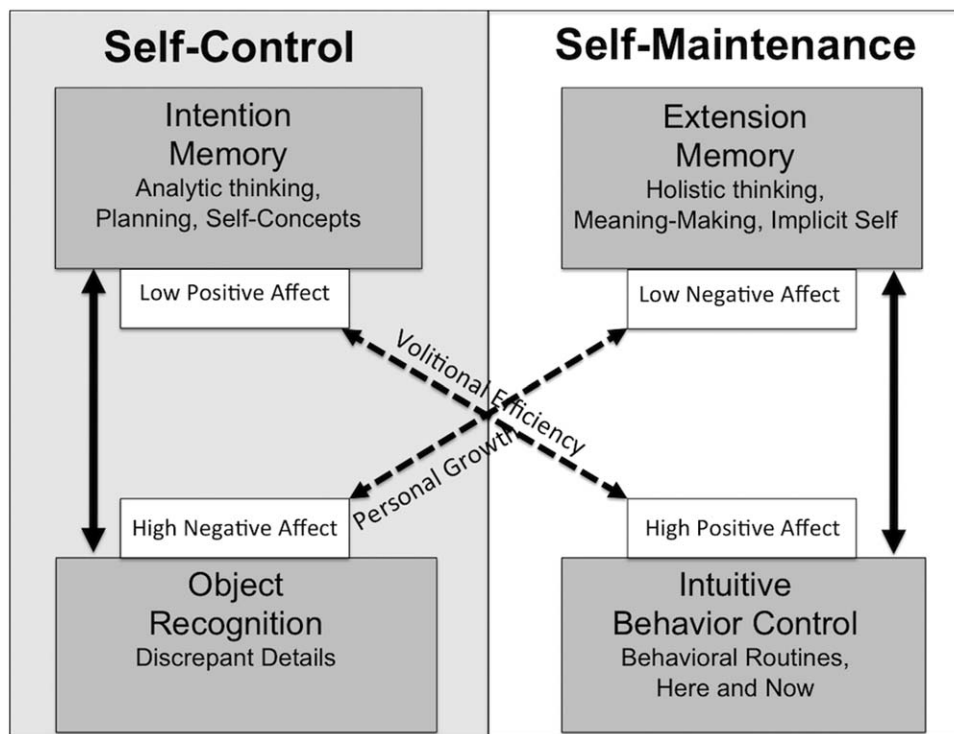 Self-Control
Intention
Memory
Analytic thinking,
Planning, Self-Concepts
Low Positive Affect
High Negative Affect
Object
Recognition
Discrepant Details
Volitional Efficiency
Personal Growth
Self-Maintenance
Extension
Memory
Holistic thinking,
Meaning-Making, Implicit Self
Low Negative Affect
High Positive Affect
Intuitive
Behavior Control
Behavioral Routines,
Here and Now